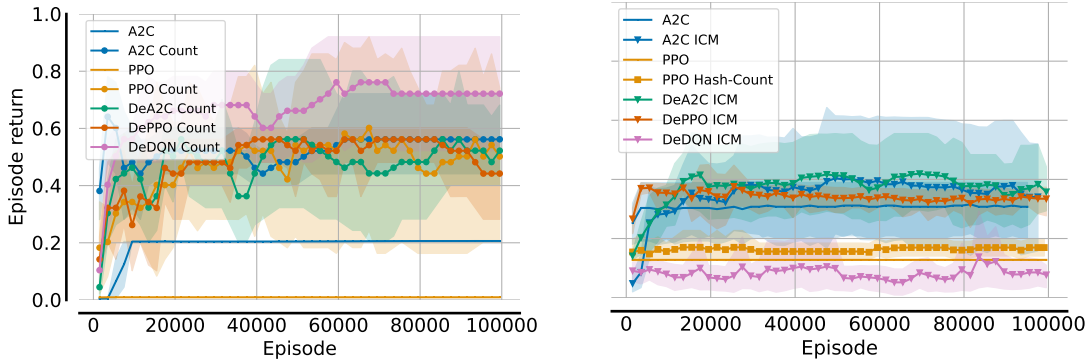 1.0
0.8
0.6
0.4
0.2
0.0
Episode return
A2C
A2C Count
PPO
PPO Count
DeA2C Count
DePPO Count
DeDQN Count
0 20000 40000 60000 80000 100000
Episode
A2C
A2C ICM
PPO
PPO Hash-Count
DeA2C ICM
DePPO ICM
DeDQN ICM
0 20000 40000 60000 80000 100000
Episode